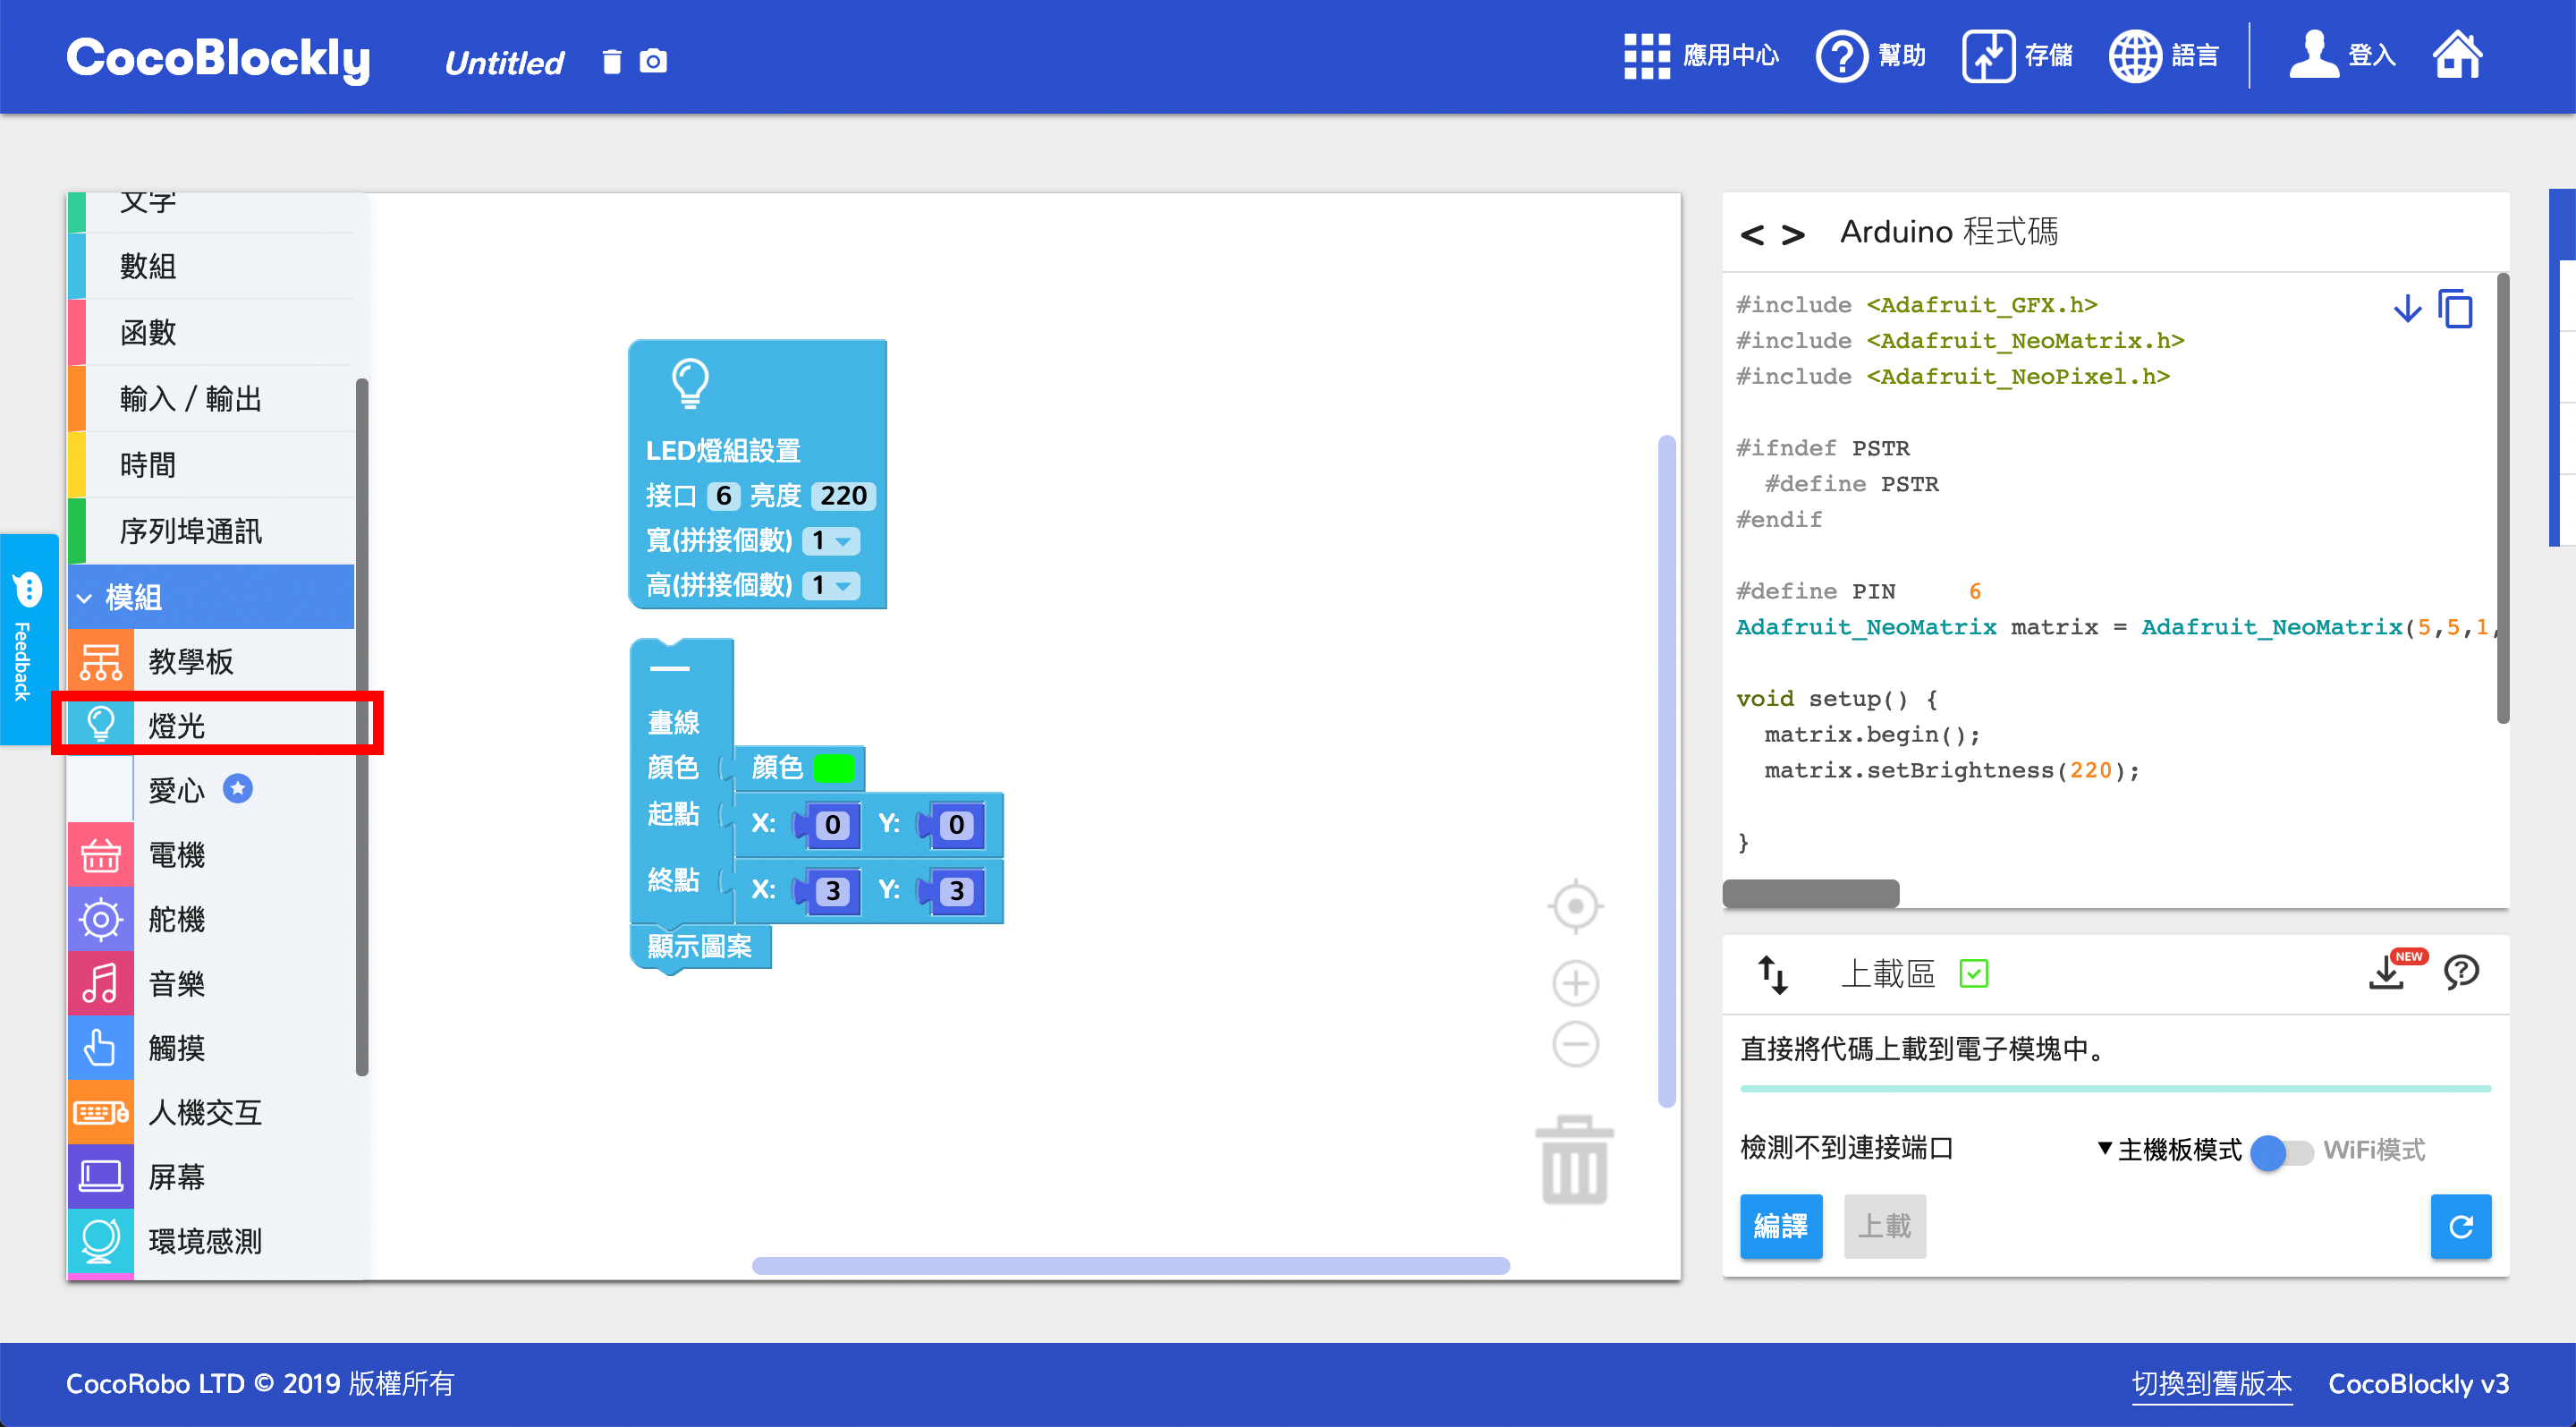 CocoBlockly
Untitled
應用中心
幫助
存儲
語言
登入
文字
數組
函數
輸入 / 輸出
時間
序列埠通訊
模組
教學板
燈光
愛心
電機
舵機
音樂
觸摸
人機交互
屏幕
環境感測
Feedback
LED燈組設置
接口 6 亮度 220
寬(拼接個數) 1
高(拼接個數) 1
畫線
顏色 顏色
起點 X: 0 Y: 0
終點 X: 3 Y: 3
顯示圖案
< > Arduino 程式碼
#include <Adafruit_GFX.h>
#include <Adafruit_NeoMatrix.h>
#include <Adafruit_NeoPixel.h>
#ifndef PSTR
#define PSTR
#endif
#define PIN 6
Adafruit_NeoMatrix matrix = Adafruit_NeoMatrix(5,5,1,
void setup() {
matrix.begin();
matrix.setBrightness(220);
}
上載區
NEW
直接將代碼上載到電子模塊中。
檢測不到連接端口
▼主機板模式 WiFi模式
編譯 上載
CocoRobo LTD © 2019 版權所有
切換到舊版本 CocoBlockly v3